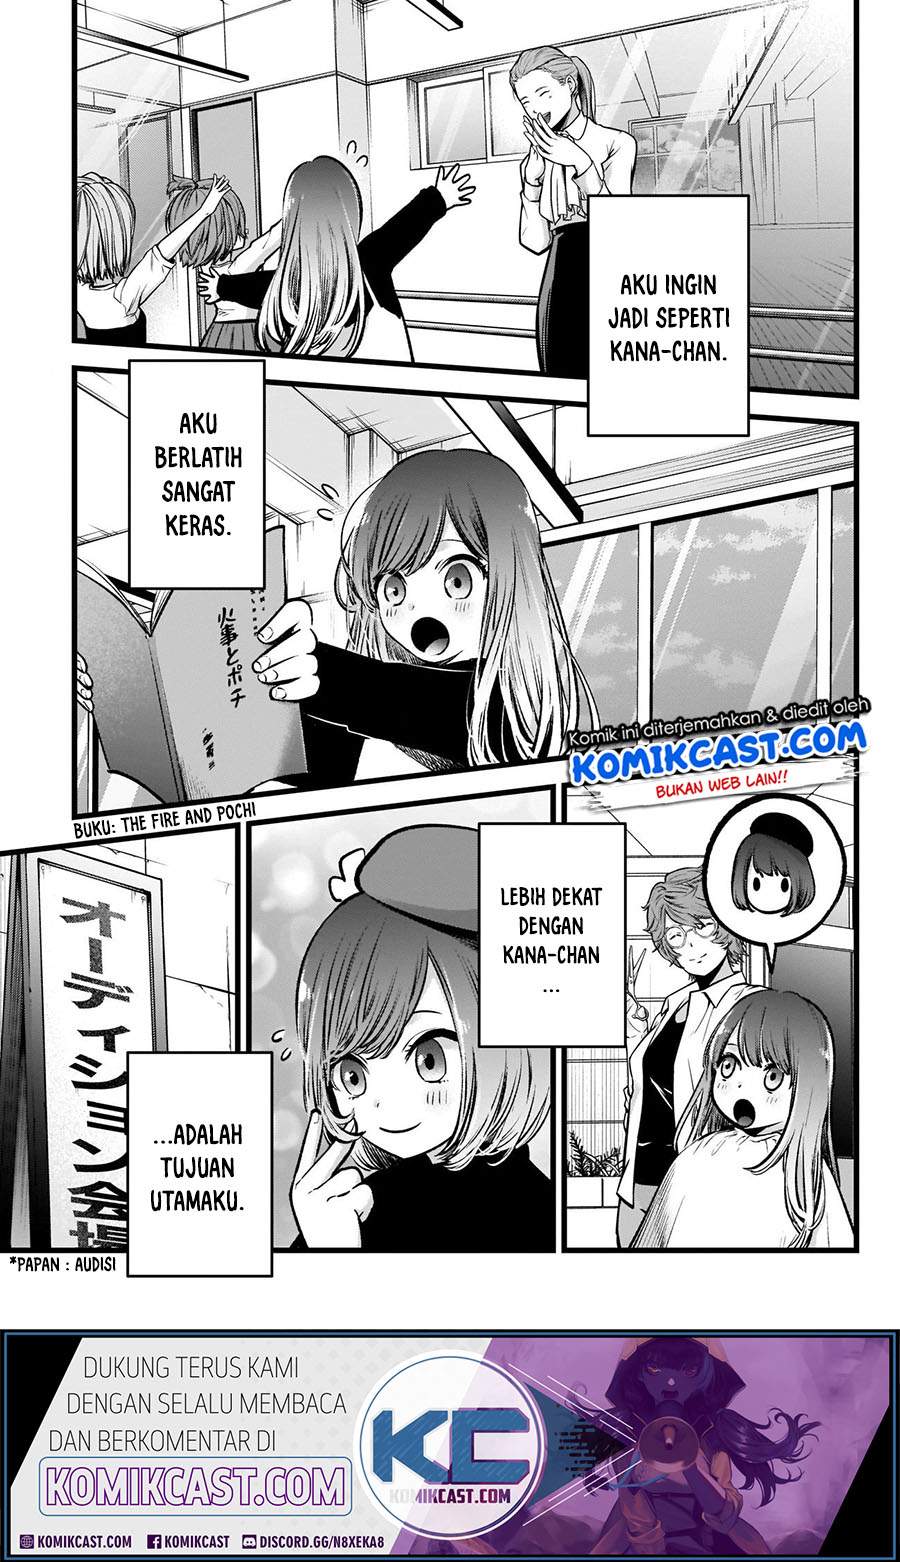 AKU INGIN
JADI SEPERTI
KANA-CHAN.
AKU
BERLATIH
SANGAT
KERAS.
火事とポチ
Komik ini diterjemahkan & diedit oleh
KOMIKCAST.COM
BUKAN WEB LAIN!!
BUKU: THE FIRE AND POCHI
LEBIH DEKAT
DENGAN
KANA-CHAN
...
オーディション会場
...ADALAH
TUJUAN
UTAMAKU.
*PAPAN : AUDISI
DUKUNG TERUS KAMI
DENGAN SELALU MEMBACA
DAN BERKOMENTAR DI
KOMIKCAST.COM
KOMIKCAST.COM
KOMIKCAST.COM
DISCORD.GG/N8XEKA8
KC
KOMIKCAST.COM